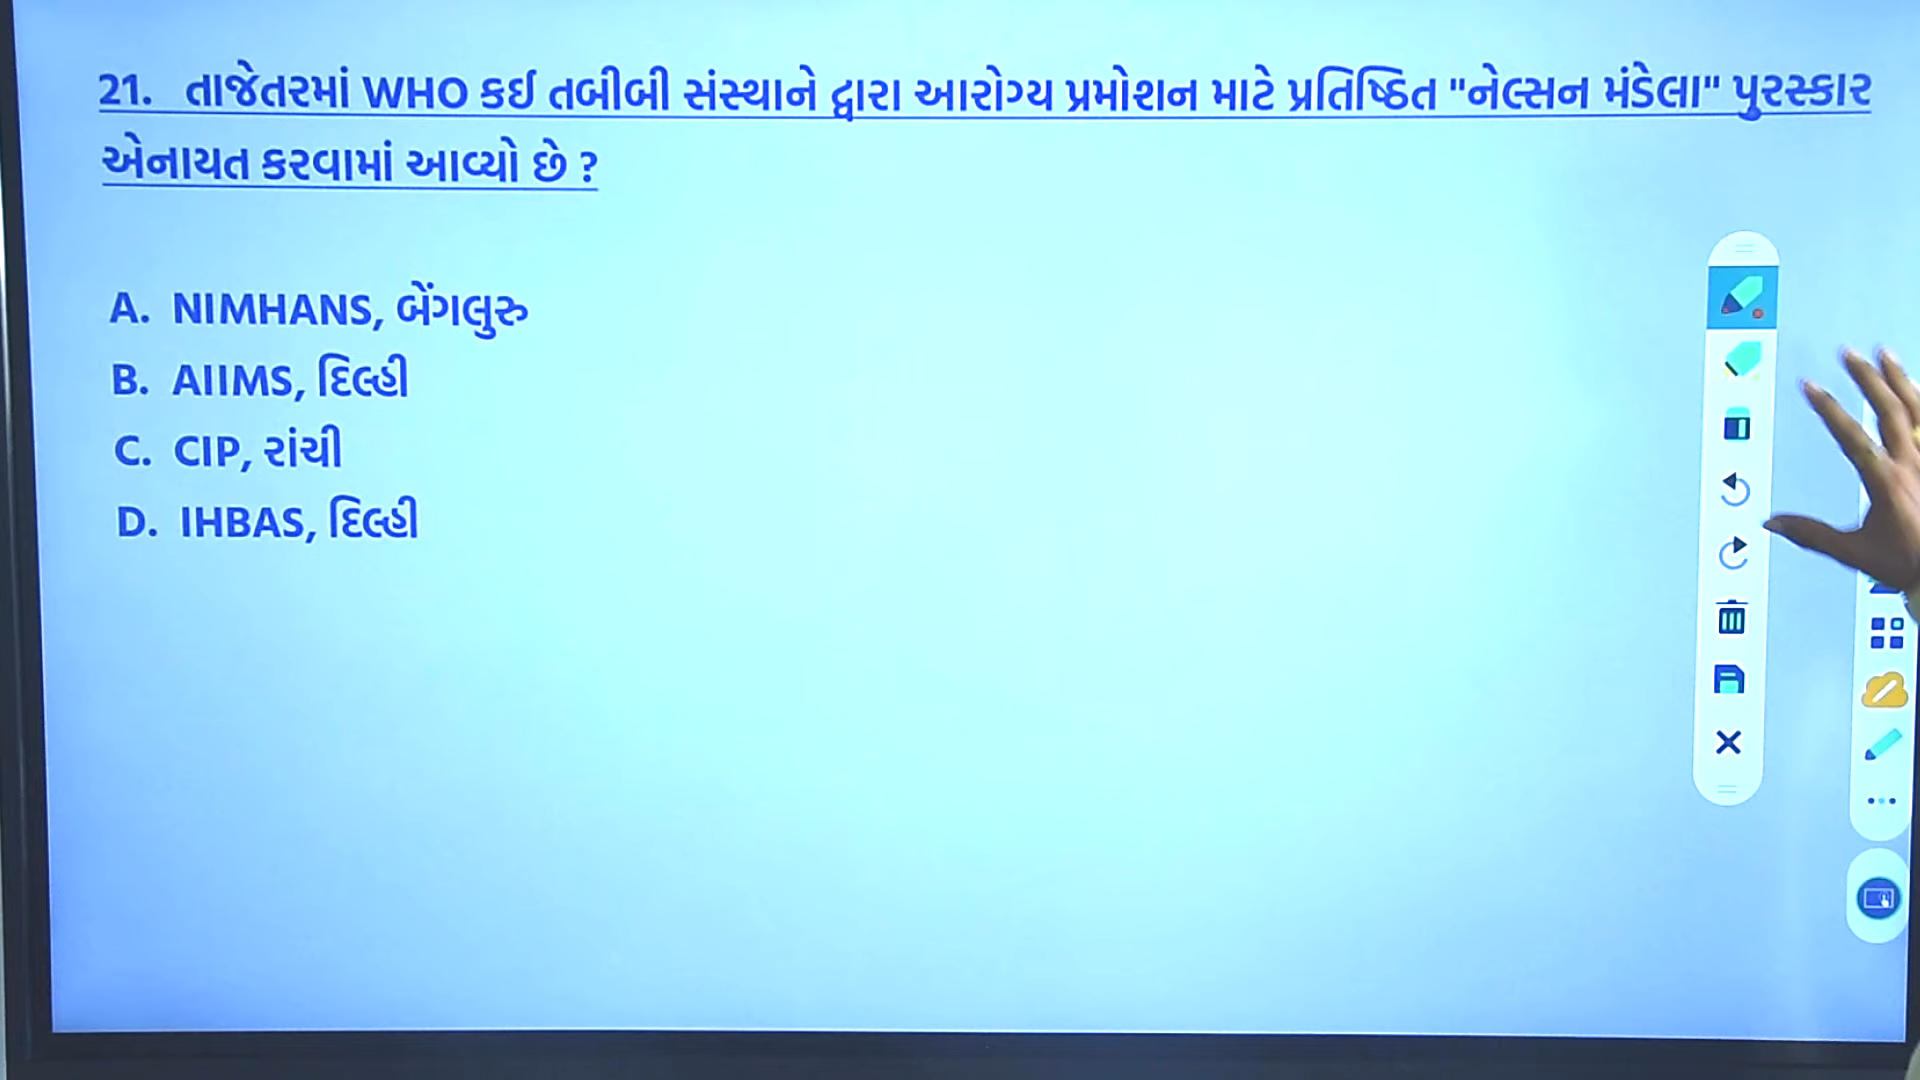 21. તાજેતરમાં WHO કઈ તબીબી સંસ્થાને દ્વારા આરોગ્ય પ્રમોશન માટે પ્રતિષ્ઠિત "નેલ્સન મંડેલા" પુરસ્કાર
એનાયત કરવામાં આવ્યો છે ?
A. NIMHANS, બેંગલુરુ
B. AIIMS, દિલ્હી
C. CIP, રાંચી
D. IHBAS, દિલ્હી